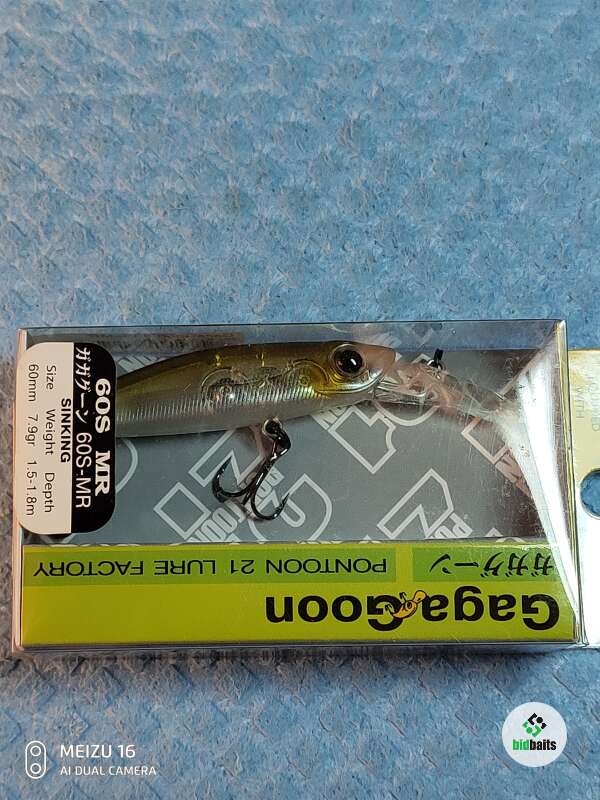 60S MR
ガガグーン 60S-MR
SINKING
Size Weight Depth
60mm 7.9gr 1.5-1.8m
GagaGoon
PONTOON 21 LURE FACTORY
ガガグーン
bidbaits
MEIZU 16
AI DUAL CAMERA